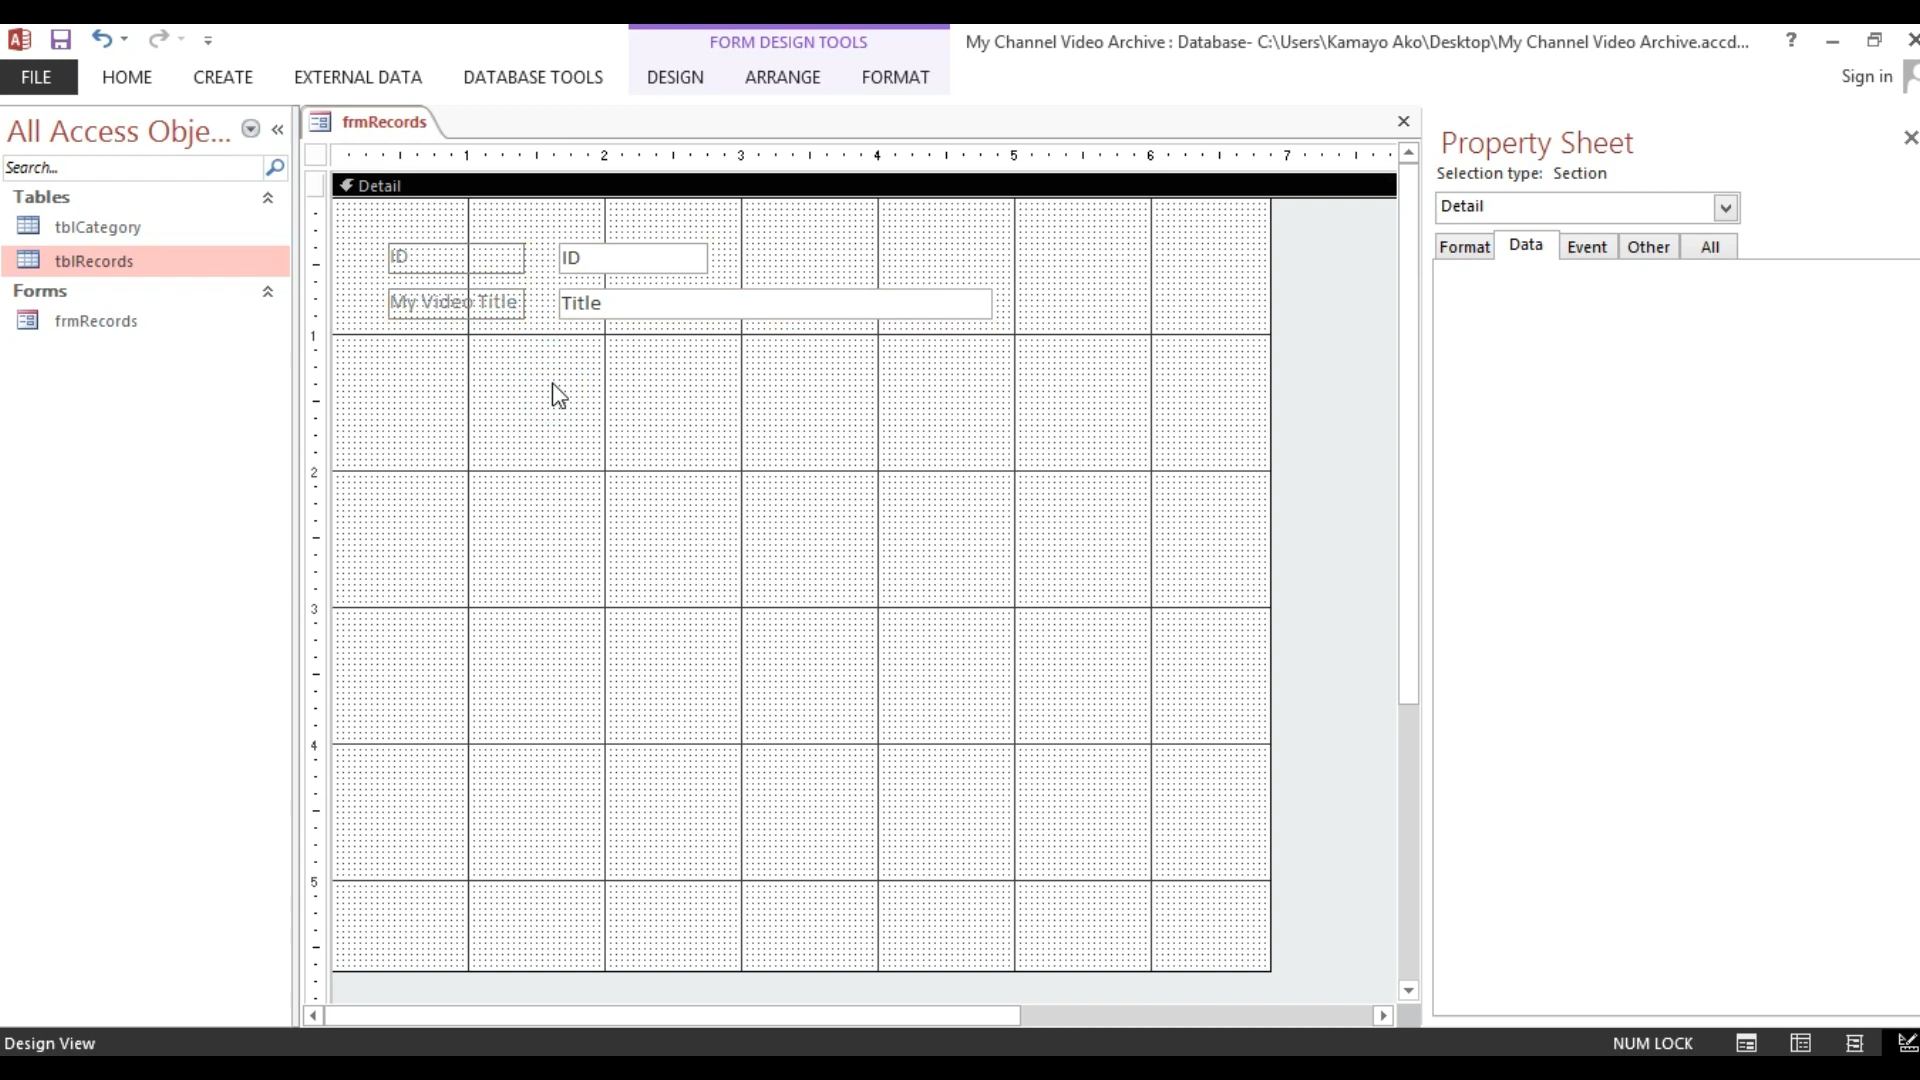 FORM DESIGN TOOLS
My Channel Video Archive : Database- C:\Users\Kamayo Ako\Desktop\My Channel Video Archive.accd...
?
FILE
HOME
CREATE
EXTERNAL DATA
DATABASE TOOLS
DESIGN
ARRANGE
FORMAT
Sign in
All Access Obje...
Search...
Tables
tblCategory
tblRecords
Forms
frmRecords
frmRecords
1 2 3 4 5 6 7
Detail
ID
ID
My Video Title
Title
1
2
3
4
5
Property Sheet
Selection type: Section
Detail
Format
Data
Event
Other
All
Design View
NUM LOCK